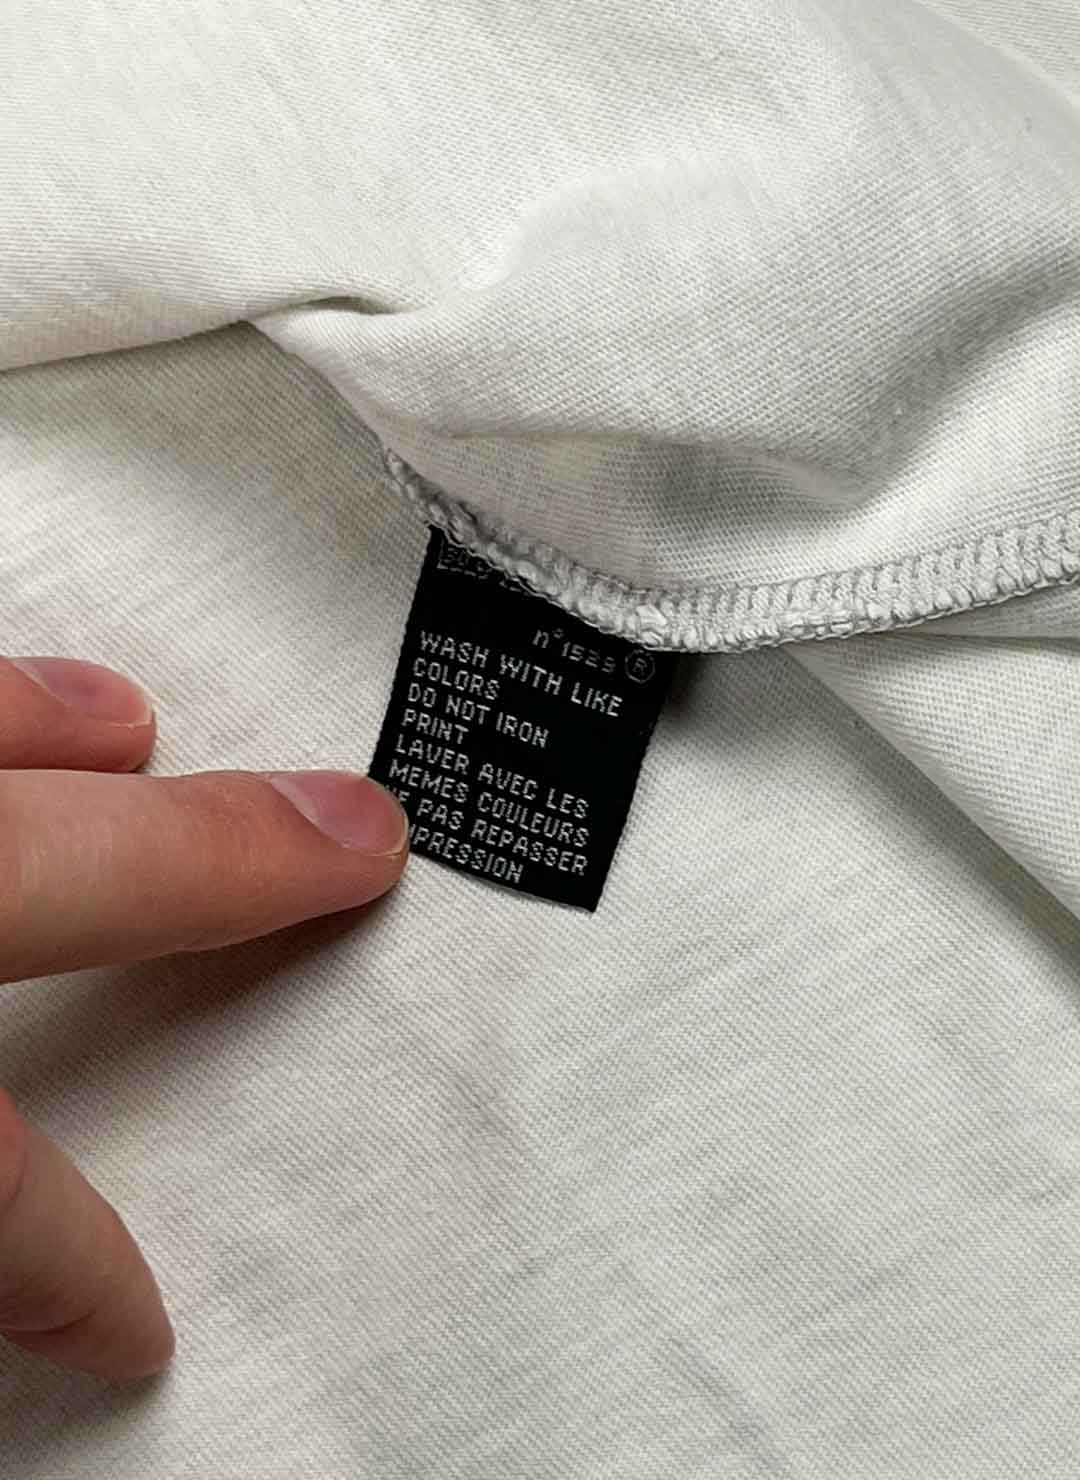 n°1529 ®
WASH WITH LIKE
COLORS
DO NOT IRON
PRINT
LAVER AVEC LES
MEMES COULEURS
NE PAS REPASSER
IMPRESSION